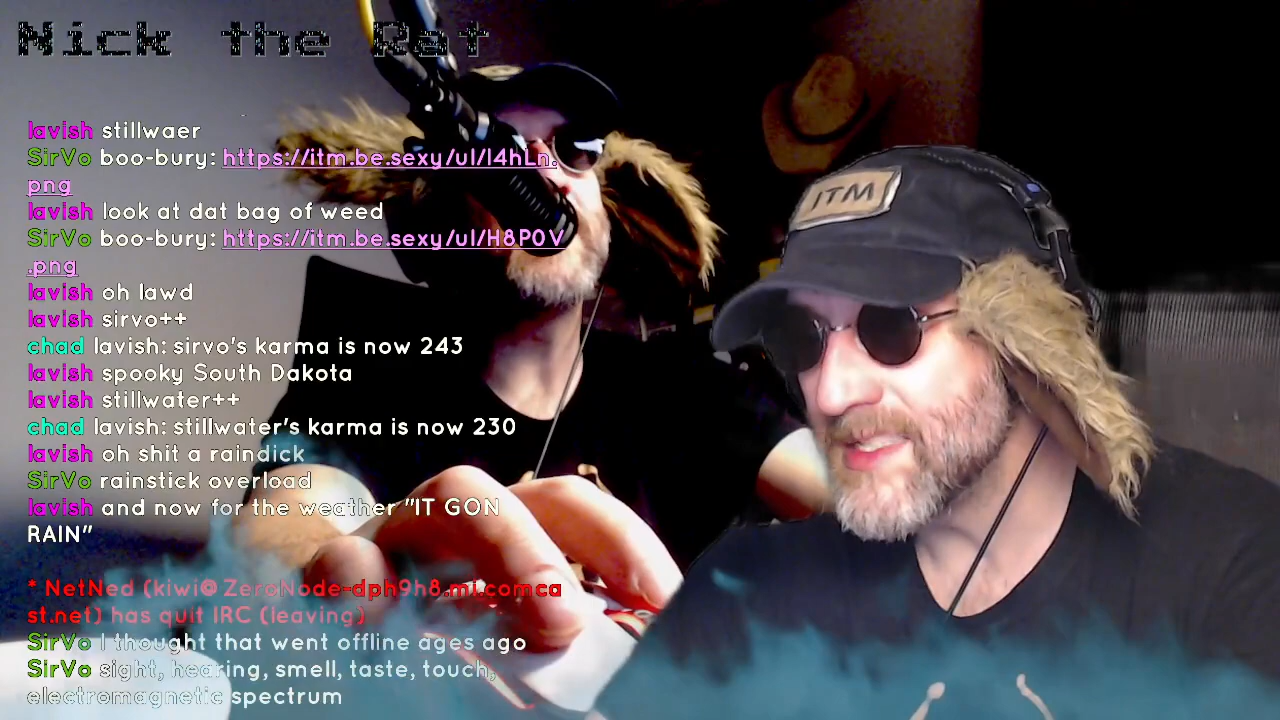 Nick the Rat
ITM
lavish stillwaer
SirVo boo-bury: https://itm.be.sexy/ul/I4hLn.
png
lavish look at dat bag of weed
SirVo boo-bury: https://itm.be.sexy/ul/H8P0V
.png
lavish oh lawd
lavish sirvo++
chad lavish: sirvo's karma is now 243
lavish spooky South Dakota
lavish stillwater++
chad lavish: stillwater's karma is now 230
lavish oh shit a raindick
SirVo rainstick overload
lavish and now for the weather "IT GON
RAIN"
* NetNed (kiwi@ZeroNode-dph9h8.mi.comca
st.net) has quit IRC (leaving)
SirVo I thought that went offline ages ago
SirVo sight, hearing, smell, taste, touch,
electromagnetic spectrum